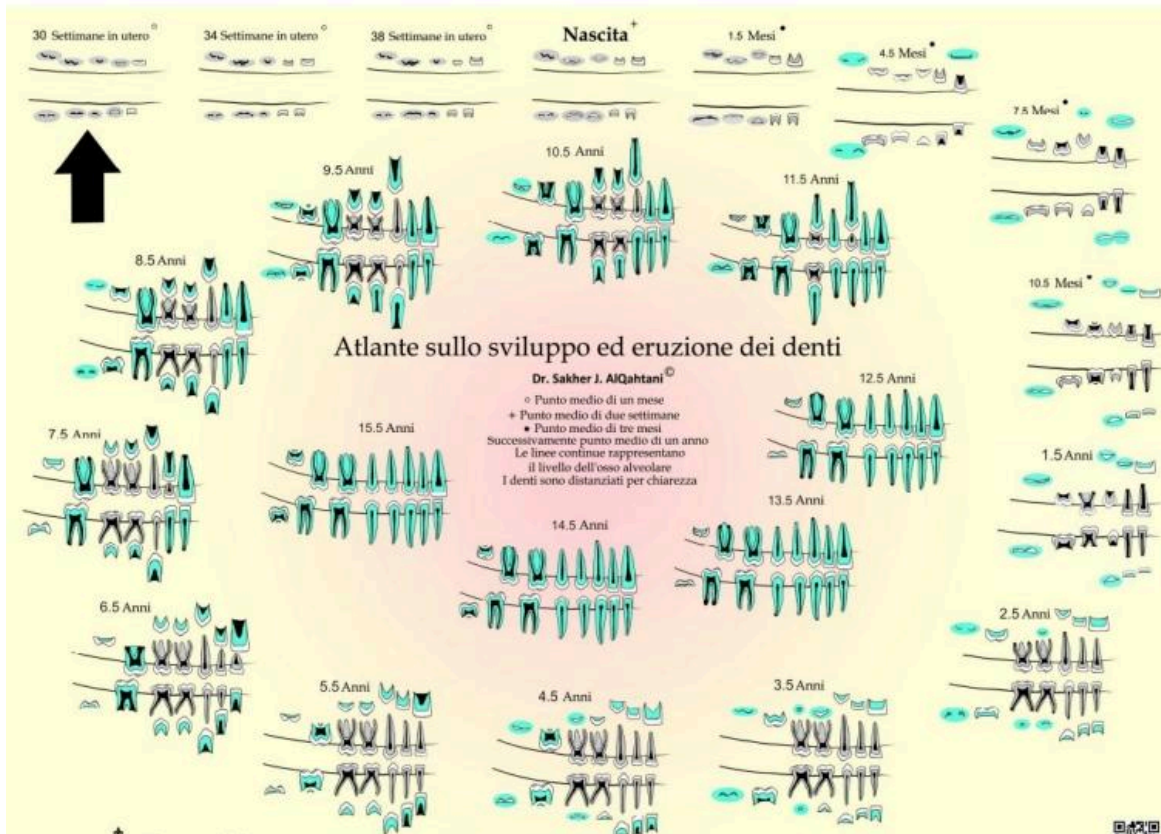 30 Settimane in utero°
34 Settimane in utero°
38 Settimane in utero°
Nascita+
1.5 Mesi•
4.5 Mesi•
7.5 Mesi•
9.5 Anni
10.5 Anni
11.5 Anni
8.5 Anni
10.5 Mesi•
Atlante sullo sviluppo ed eruzione dei denti
Dr. Sakher J. AlQahtani©
○ Punto medio di un mese
+ Punto medio di due settimane
• Punto medio di tre mesi
Successivamente punto medio di un anno
Le linee continue rappresentano
il livello dell'osso alveolare
I denti sono distanziati per chiarezza
12.5 Anni
7.5 Anni
15.5 Anni
1.5 Anni
14.5 Anni
13.5 Anni
6.5 Anni
2.5 Anni
5.5 Anni
4.5 Anni
3.5 Anni